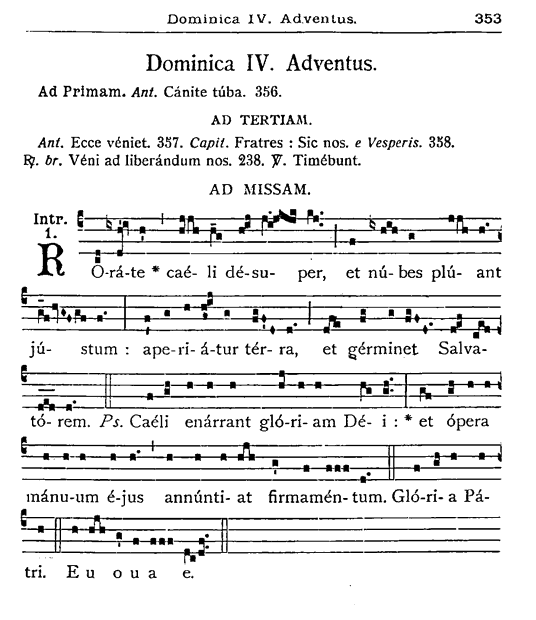 Dominica IV. Adventus. 353
Dominica IV. Adventus.
Ad Primam. Ant. Cánite túba. 356.
AD TERTIAM.
Ant. Ecce véniet. 357. Capit. Fratres : Sic nos. e Vesperis. 358.
℟. br. Véni ad liberándum nos. 238. ℣. Timébunt.
AD MISSAM.
Intr.
1.
RO-rá-te * caé- li dé-su- per, et nú-bes plú- ant
jú- stum : ape-ri-á-tur tér-ra, et gérminet Salva-
tó-rem. Ps. Caéli enárrant gló-ri-am Dé- i : * et ópera
mánu-um é-jus annúnti-at firmamén-tum. Gló-ri-a Pá-
tri. E u o u a e.